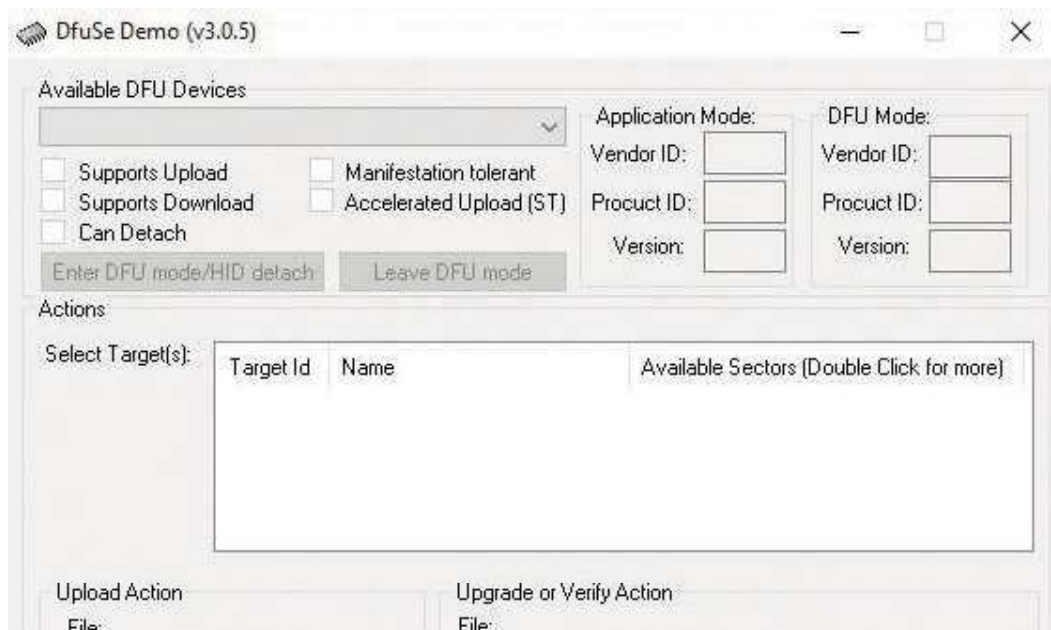 DfuSe Demo (v3.0.5)
Available DFU Devices
Application Mode:
DFU Mode:
Vendor ID:
Vendor ID:
Supports Upload
Manifestation tolerant
Supports Download
Accelerated Upload (ST)
Procuct ID:
Procuct ID:
Can Detach
Version:
Version:
Enter DFU mode/HID detach
Leave DFU mode
Actions
Select Target(s):
Target Id
Name
Available Sectors (Double Click for more)
Upload Action
Upgrade or Verify Action
File:
File: